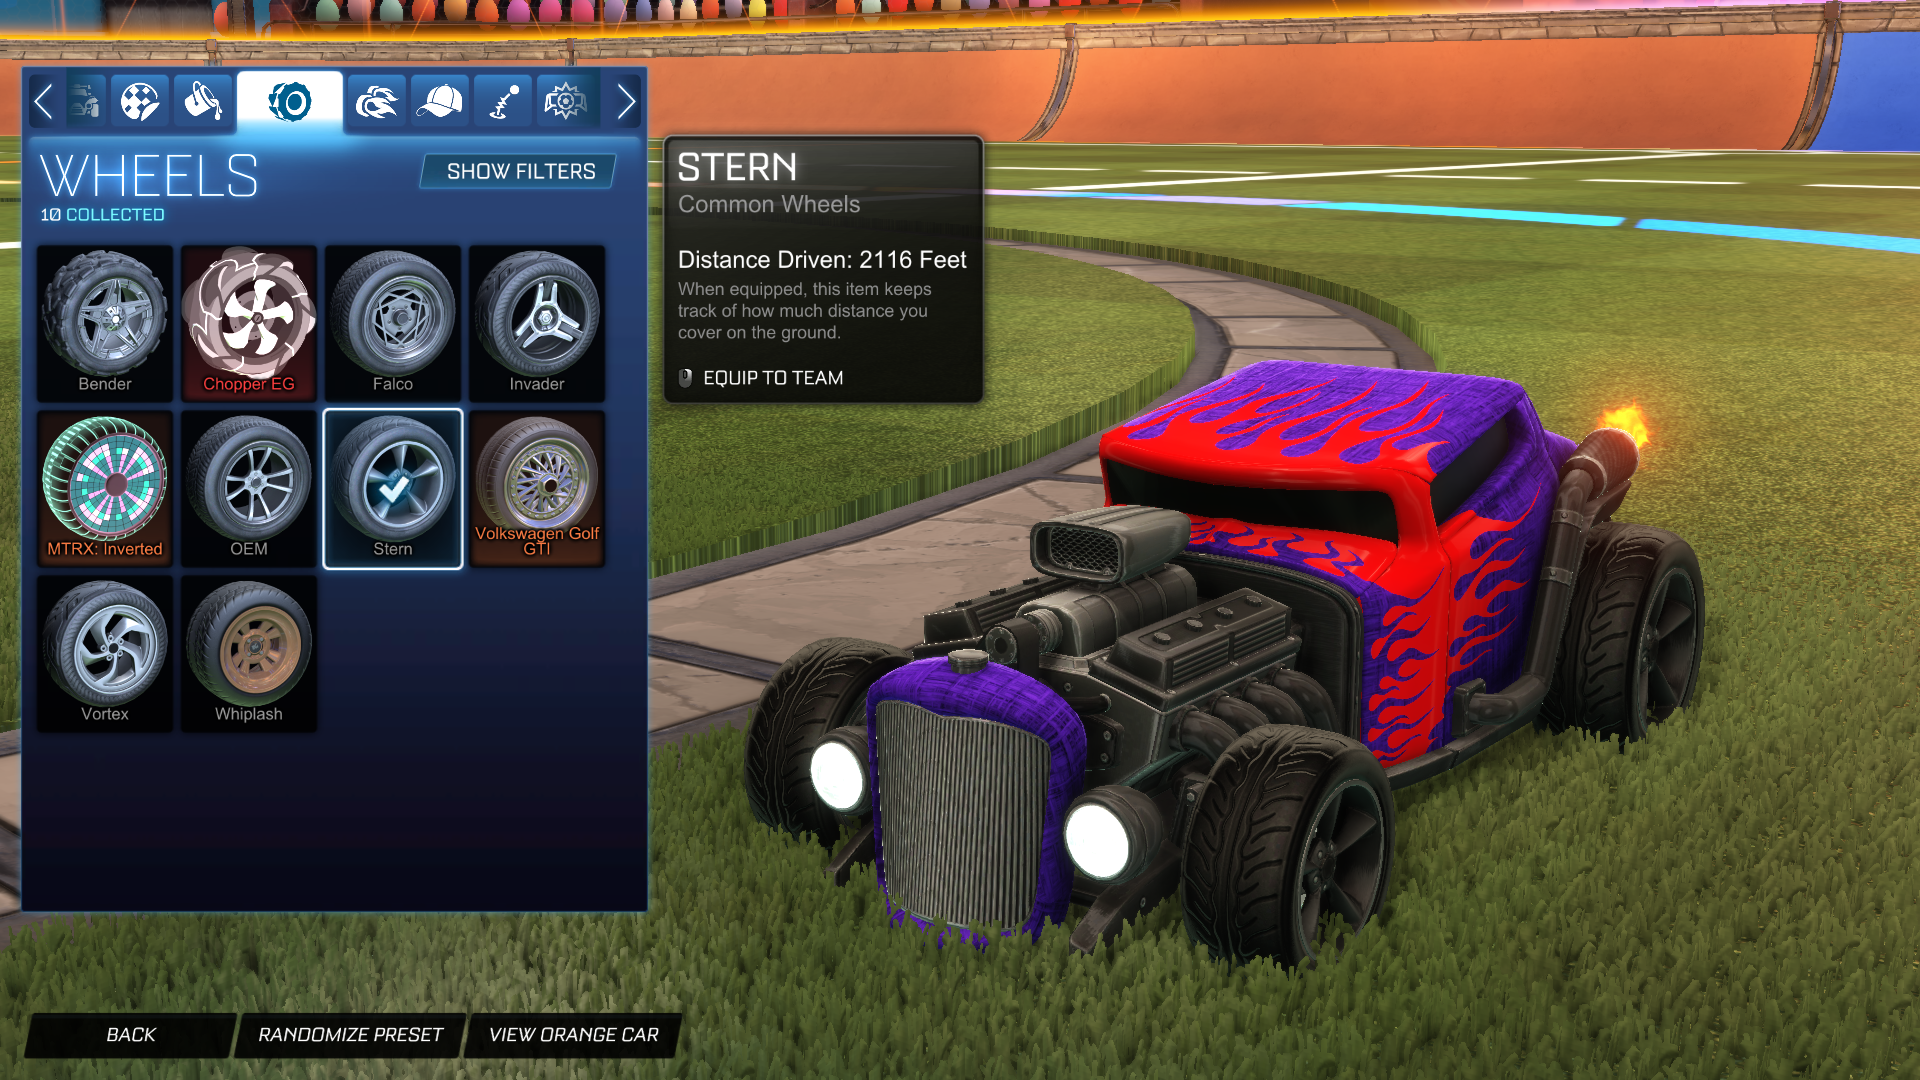 WHEELS
SHOW FILTERS
10 COLLECTED
Bender
Chopper EG
Falco
Invader
MTRX: Inverted
OEM
Stern
Volkswagen Golf
GTI
Vortex
Whiplash
STERN
Common Wheels
Distance Driven: 2116 Feet
When equipped, this item keeps
track of how much distance you
cover on the ground.
EQUIP TO TEAM
BACK
RANDOMIZE PRESET
VIEW ORANGE CAR